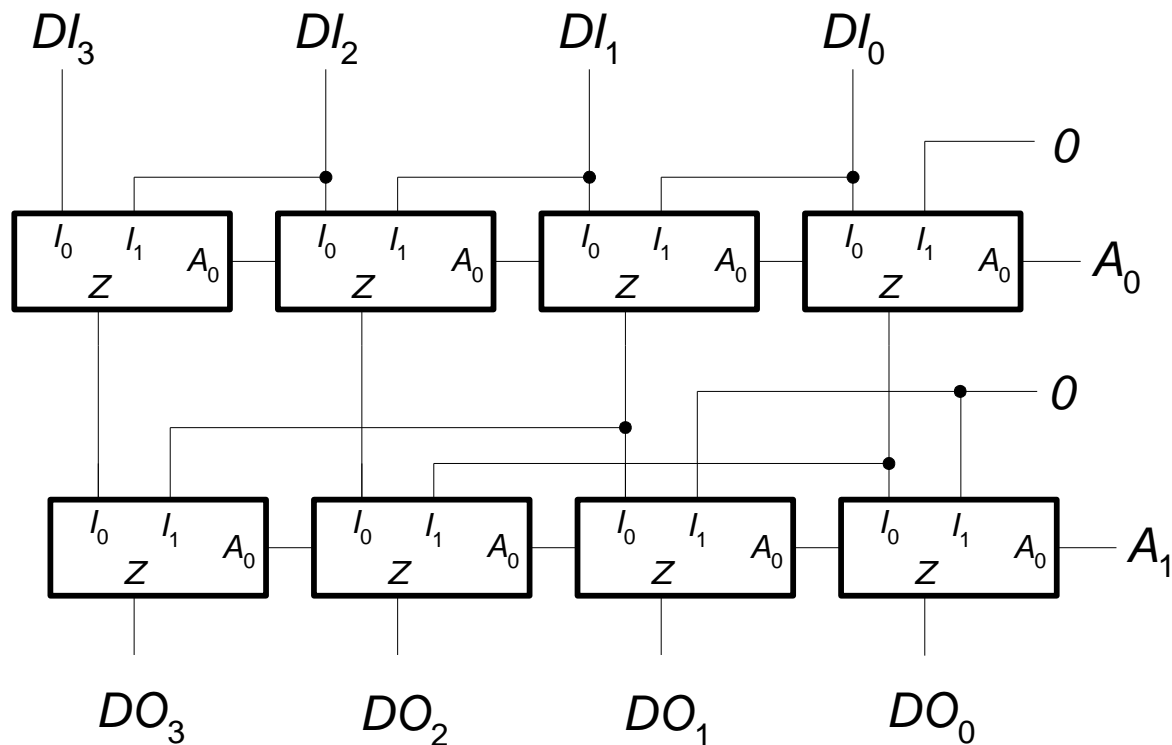 DI₃ DI₂ DI₁ DI₀
0
I₀ I₁ A₀ Z I₀ I₁ A₀ Z I₀ I₁ A₀ Z I₀ I₁ A₀ Z A₀
0
I₀ I₁ A₀ Z I₀ I₁ A₀ Z I₀ I₁ A₀ Z I₀ I₁ A₀ Z A₁
DO₃ DO₂ DO₁ DO₀